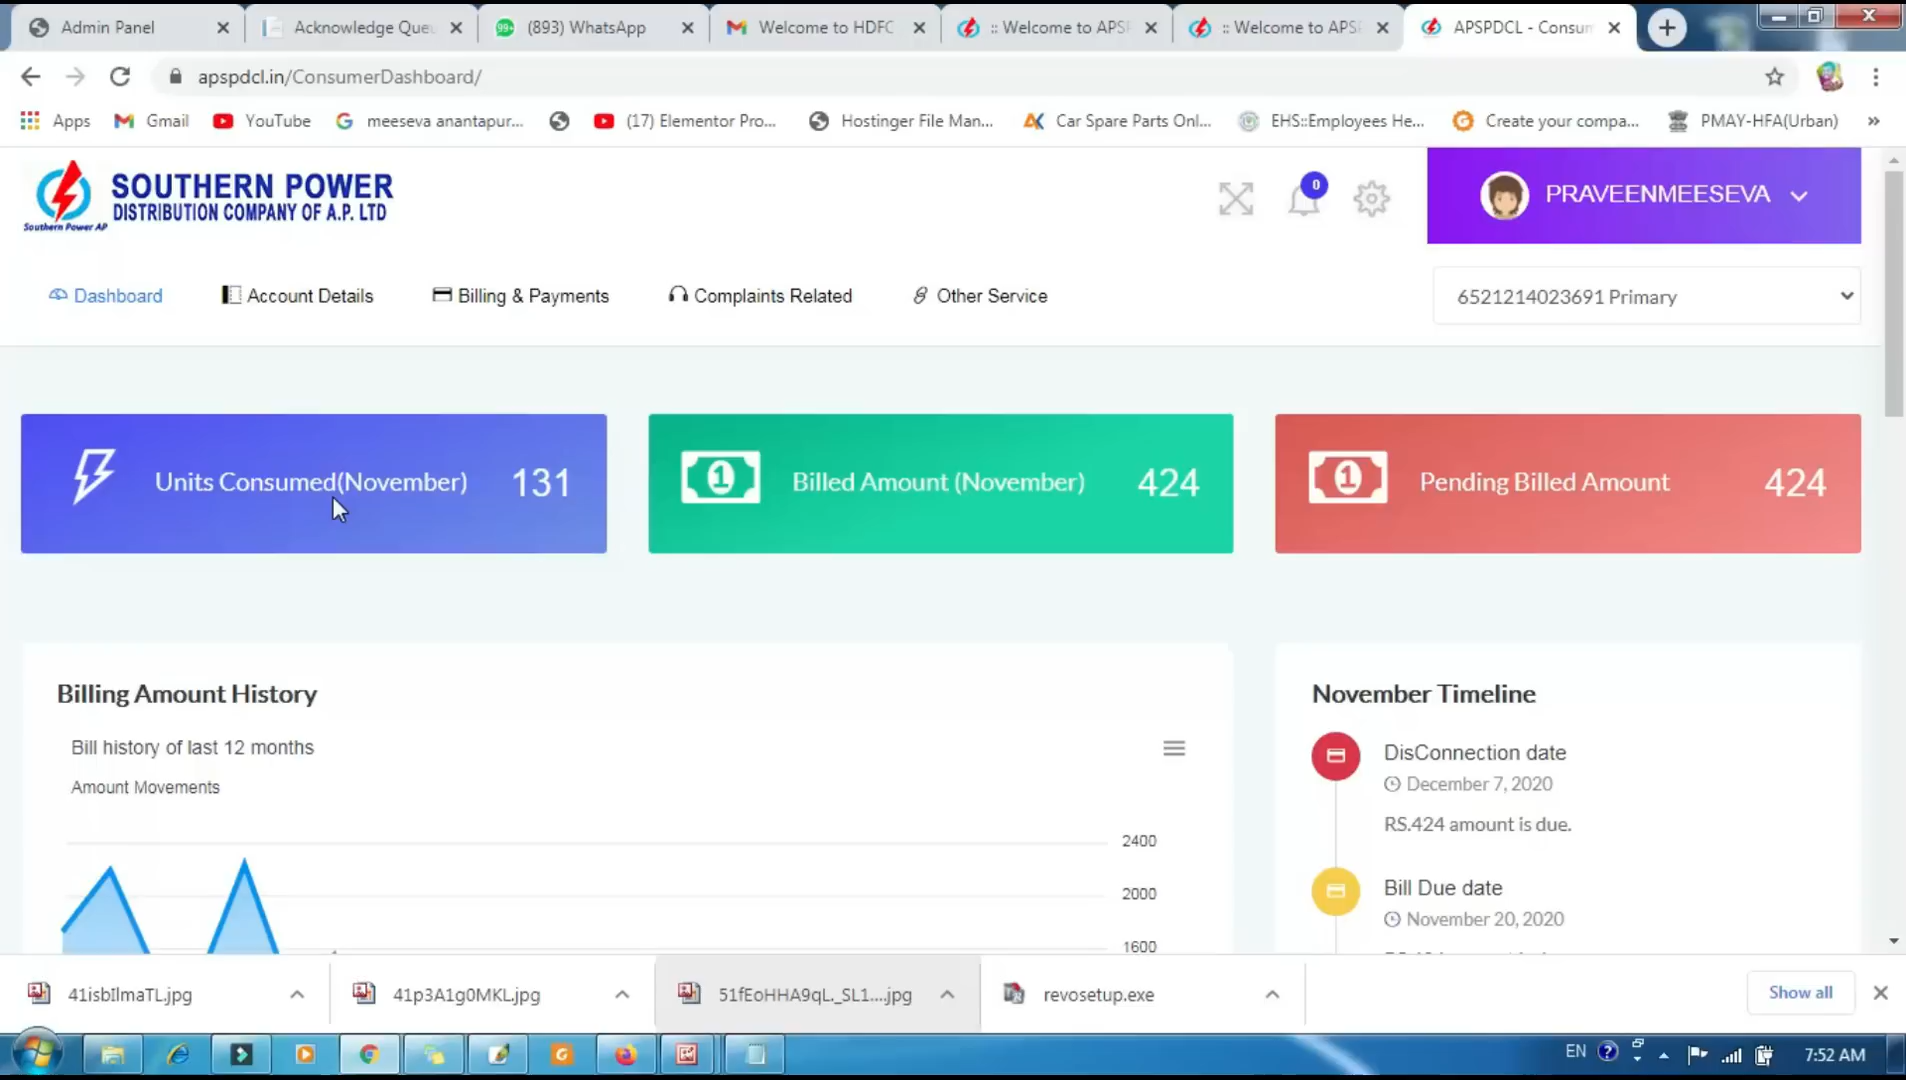 Admin Panel
Acknowledge Queu
(893) WhatsApp
Welcome to HDFC
:: Welcome to APSP
:: Welcome to APSP
APSPDCL - Consum
apspdcl.in/ConsumerDashboard/
Apps
Gmail
YouTube
meeseva anantapur...
(17) Elementor Pro...
Hostinger File Man...
Car Spare Parts Onl...
EHS::Employees He...
Create your compa...
PMAY-HFA(Urban)
»
Southern Power AP
SOUTHERN POWER
DISTRIBUTION COMPANY OF A.P. LTD
0
PRAVEENMEESEVA
Dashboard
Account Details
Billing & Payments
Complaints Related
Other Service
6521214023691 Primary
Units Consumed(November) 131
Billed Amount (November) 424
Pending Billed Amount 424
Billing Amount History
Bill history of last 12 months
Amount Movements
2400
2000
1600
November Timeline
DisConnection date
December 7, 2020
RS.424 amount is due.
Bill Due date
November 20, 2020
41isbIlmaTL.jpg
41p3A1g0MKL.jpg
51fEoHHA9qL._SL1....jpg
revosetup.exe
Show all
EN
7:52 AM